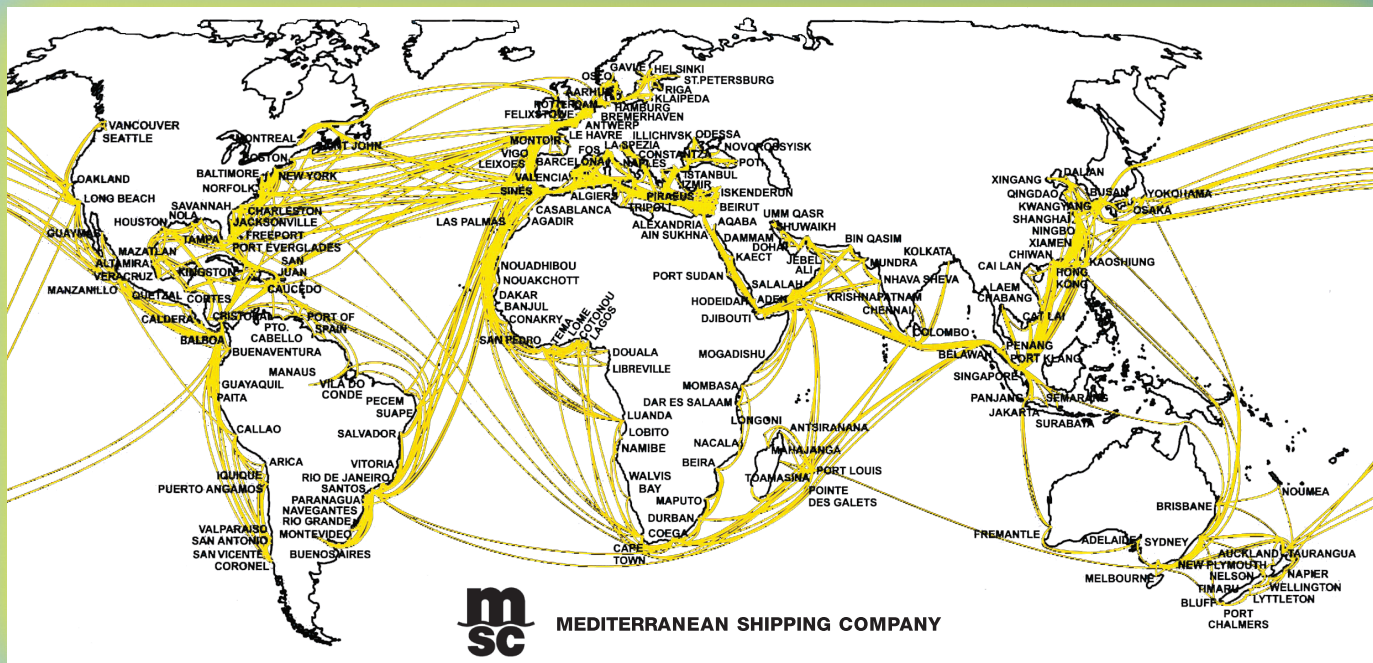 GAVLE
HELSINKI
OSLO
ST.PETERSBURG
RIGA
AARHUS
KLAIPEDA
ROTTERDAM
HAMBURG
FELIXSTOWE
BREMERHAVEN
ANTWERP
VANCOUVER
SEATTLE
MONTREAL
SAINT JOHN
MONTOIR
LE HAVRE
ILLICHIVSK
ODESSA
NOVOROSSYISK
BOSTON
VIGO
FOS
LA SPEZIA
CONSTANTZA
POTI
LEIXOES
BARCELONA
NAPLES
OAKLAND
BALTIMORE
NEW YORK
VALENCIA
ISTANBUL
NORFOLK
SINES
IZMIR
LONG BEACH
ALGIERS
PIRAEUS
ISKENDERUN
SAVANNAH
CASABLANCA
TRIPOLI
BEIRUT
NOLA
CHARLESTON
AGADIR
AQABA
HOUSTON
JACKSONVILLE
LAS PALMAS
ALEXANDRIA
GUAYMAS
FREEPORT
AIN SUKHNA
TAMPA
PORT EVERGLADES
MAZATLAN
ALTAMIRA
SAN
JUAN
VERACRUZ
KINGSTON
MANZANILLO
CAUCEDO
QUETZAL
CORTES
CALDERA
CRISTOBAL
PORT OF
SPAIN
PTO.
CABELLO
BALBOA
BUENAVENTURA
MANAUS
GUAYAQUIL
VILA DO
CONDE
PAITA
PECEM
SUAPE
CALLAO
SALVADOR
ARICA
VITORIA
IQUIQUE
RIO DE JANEIRO
PUERTO ANGAMOS
SANTOS
PARANAGUA
NAVEGANTES
VALPARAISO
RIO GRANDE
SAN ANTONIO
MONTEVIDEO
SAN VICENTE
BUENOS AIRES
CORONEL
NOUADHIBOU
NOUAKCHOTT
DAKAR
BANJUL
CONAKRY
SAN PEDRO
TEMA
LOME
COTONOU
LAGOS
DOUALA
LIBREVILLE
LUANDA
LOBITO
NAMIBE
WALVIS
BAY
MAPUTO
DURBAN
COEGA
CAPE
TOWN
UMM QASR
SHUWAIKH
DAMMAM
DOHA
BIN QASIM
KAECT
JEBEL
ALI
MUNDRA
KOLKATA
PORT SUDAN
SALALAH
NHAVA SHEVA
HODEIDAH
ADEN
KRISHNAPATNAM
DJIBOUTI
CHENNAI
COLOMBO
MOGADISHU
MOMBASA
DAR ES SALAAM
LONGONI
ANTSIRANANA
NACALA
MAHAJANGA
BEIRA
TOAMASINA
PORT LOUIS
POINTE
DES GALETS
XINGANG
DALIAN
QINGDAO
BUSAN
YOKOHAMA
KWANGYANG
OSAKA
SHANGHAI
NINGBO
XIAMEN
CHIWAN
CAI LAN
KAOSHIUNG
HONG
KONG
LAEM
CHABANG
CAT LAI
PENANG
BELAWAN
PORT KLANG
SINGAPORE
PANJANG
SEMARANG
JAKARTA
SURABAYA
NOUMEA
BRISBANE
FREMANTLE
ADELAIDE
SYDNEY
AUCKLAND
TAURANGUA
MELBOURNE
NEW PLYMOUTH
NELSON
NAPIER
TIMARU
WELLINGTON
BLUFF
LYTTLETON
PORT
CHALMERS
msc
MEDITERRANEAN SHIPPING COMPANY